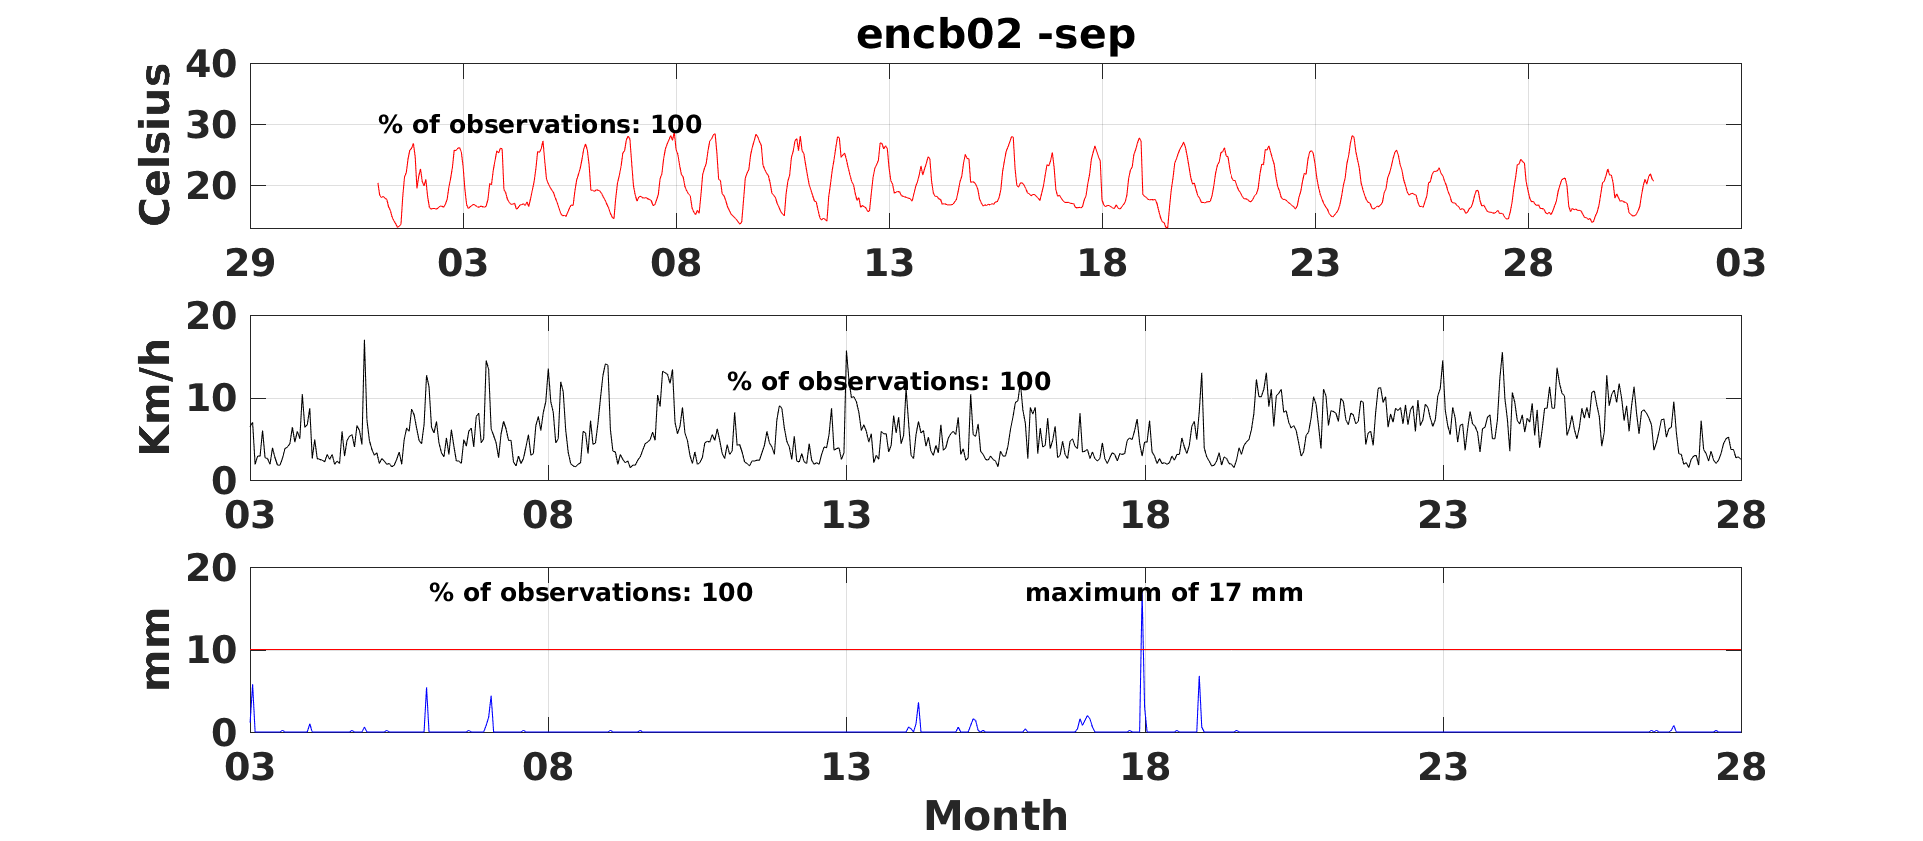 encb02 -sep
Celsius
40
30
20
% of observations: 100
29 03 08 13 18 23 28 03
Km/h
20
10
0
% of observations: 100
03 08 13 18 23 28
mm
20
10
0
% of observations: 100
maximum of 17 mm
03 08 13 18 23 28
Month